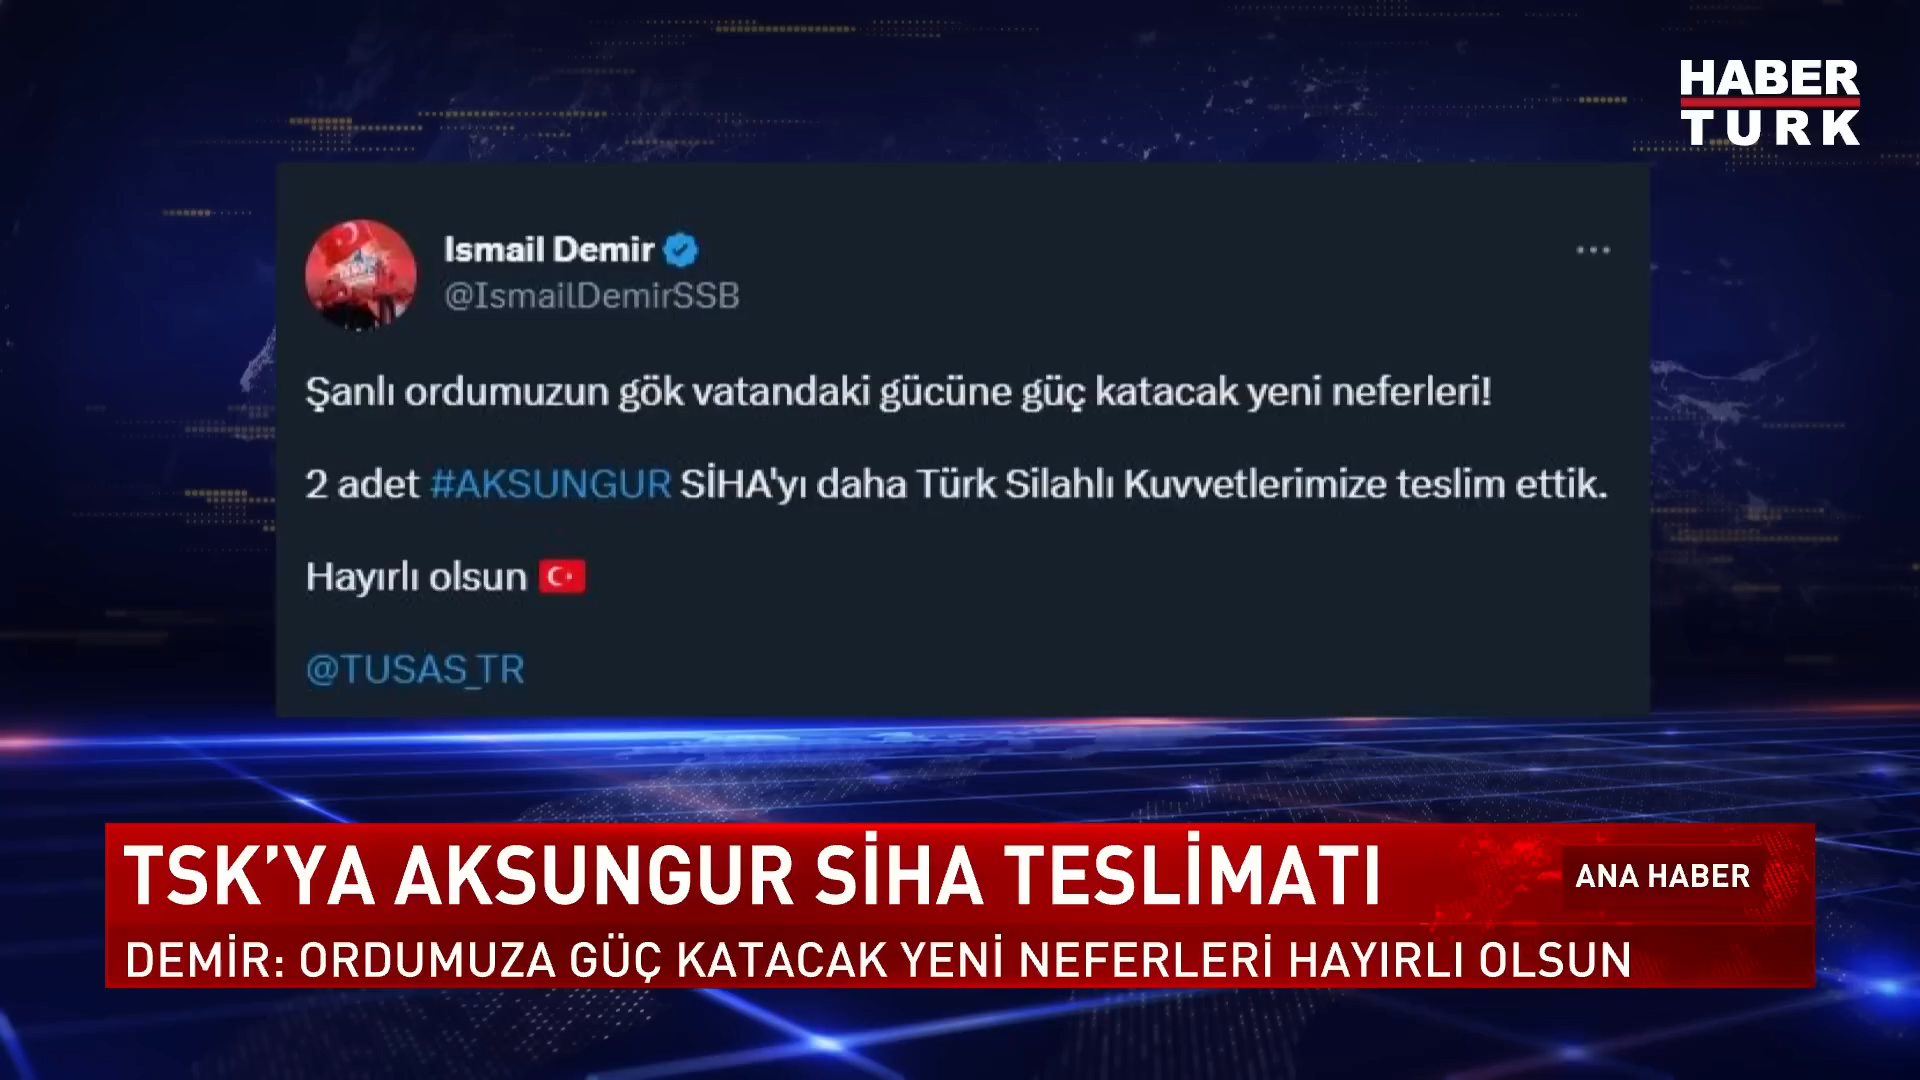 HABER
TURK
Ismail Demir
@IsmailDemirSSB
Şanlı ordumuzun gök vatandaki gücüne güç katacak yeni neferleri!
2 adet #AKSUNGUR SİHA'yı daha Türk Silahlı Kuvvetlerimize teslim ettik.
Hayırlı olsun
@TUSAS_TR
TSK’YA AKSUNGUR SİHA TESLİMATI
ANA HABER
DEMİR: ORDUMUZA GÜÇ KATACAK YENİ NEFERLERİ HAYIRLI OLSUN